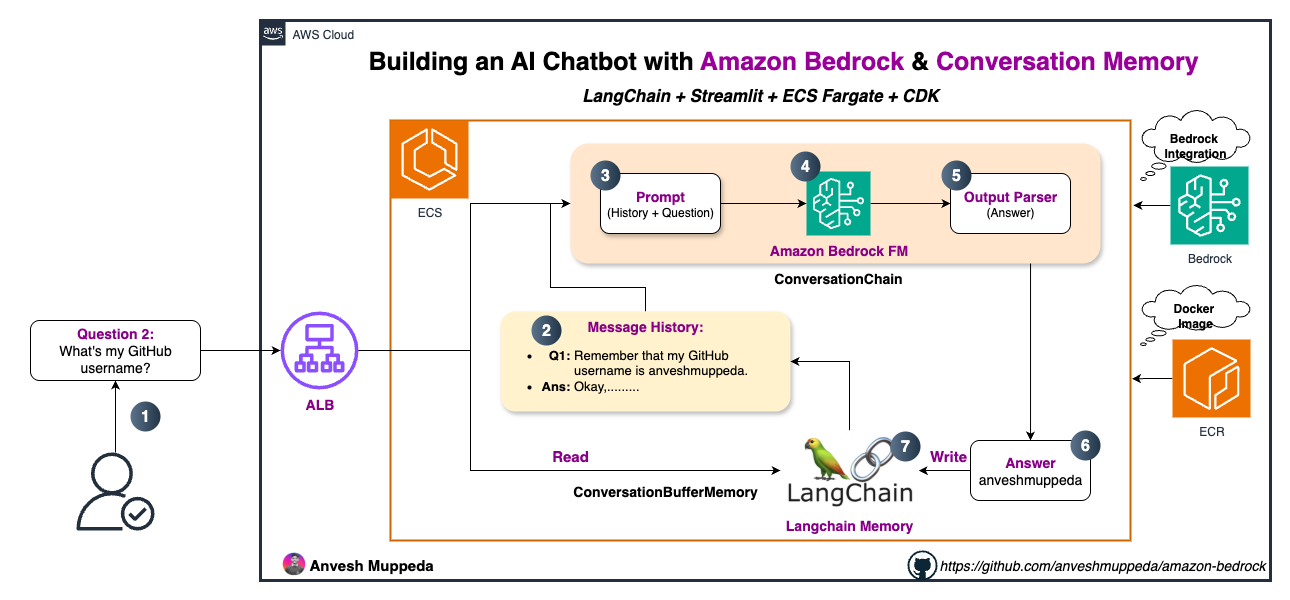 aws
AWS Cloud
Building an AI Chatbot with Amazon Bedrock & Conversation Memory
LangChain + Streamlit + ECS Fargate + CDK
ECS
3
Prompt
(History + Question)
4
Amazon Bedrock FM
5
Output Parser
(Answer)
ConversationChain
Bedrock
Integration
Bedrock
Docker
Image
ECR
Question 2:
What's my GitHub
username?
1
ALB
2
Message History:
• Q1: Remember that my GitHub
username is anveshmuppeda.
• Ans: Okay,.........
Read
ConversationBufferMemory
7
LangChain
Langchain Memory
Write
6
Answer
anveshmuppeda
Anvesh Muppeda
https://github.com/anveshmuppeda/amazon-bedrock